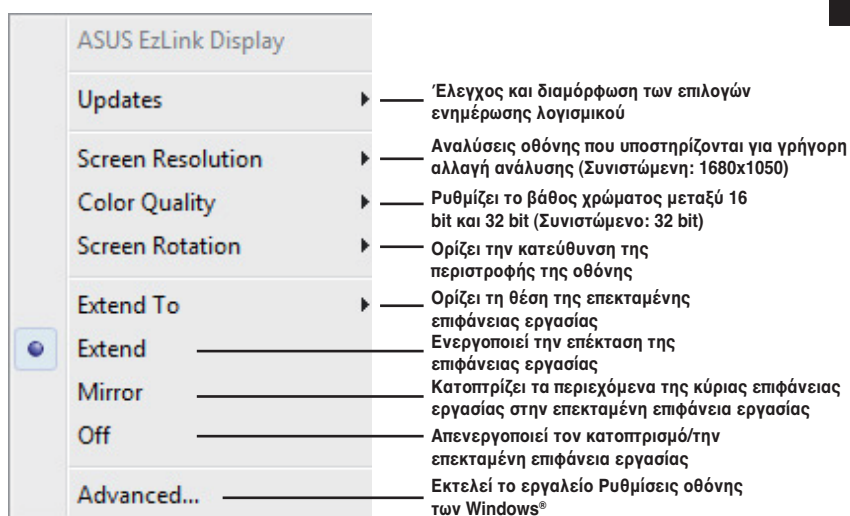 ASUS EzLink Display
Updates
Έλεγχος και διαμόρφωση των επιλογών
ενημέρωσης λογισμικού
Screen Resolution
Αναλύσεις οθόνης που υποστηρίζονται για γρήγορη
αλλαγή ανάλυσης (Συνιστώμενη: 1680x1050)
Color Quality
Ρυθμίζει το βάθος χρώματος μεταξύ 16
bit και 32 bit (Συνιστώμενο: 32 bit)
Screen Rotation
Ορίζει την κατεύθυνση της
περιστροφής της οθόνης
Extend To
Ορίζει τη θέση της επεκταμένης
επιφάνειας εργασίας
Extend
Ενεργοποιεί την επέκταση της
επιφάνειας εργασίας
Mirror
Κατοπτρίζει τα περιεχόμενα της κύριας επιφάνειας
εργασίας στην επεκταμένη επιφάνεια εργασίας
Off
Απενεργοποιεί τον κατοπτρισμό/την
επεκταμένη επιφάνεια εργασίας
Advanced...
Εκτελεί το εργαλείο Ρυθμίσεις οθόνης
των Windows®